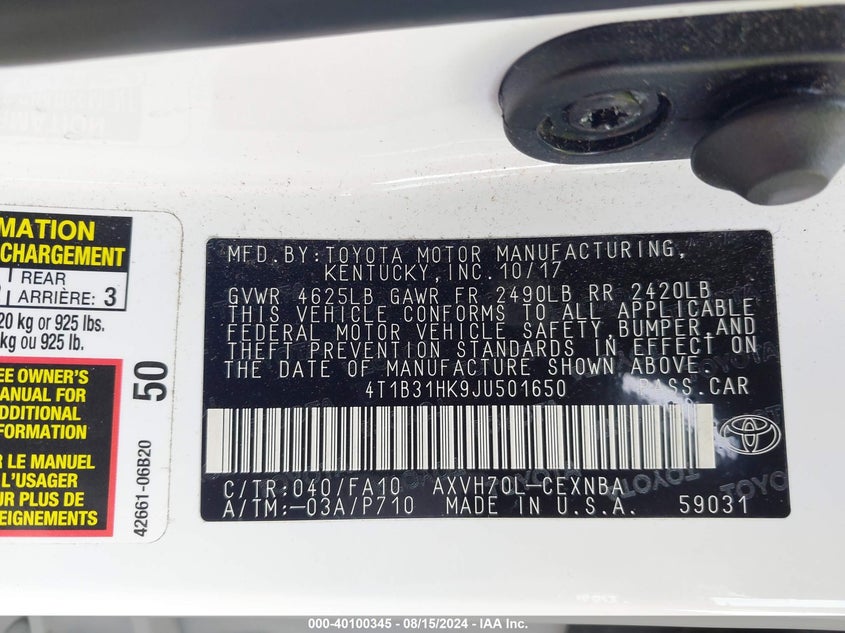 MATION
CHARGEMENT
REAR
ARRIÈRE: 3
20 kg or 925 lbs.
kg ou 925 lb.
EE OWNER'S
MANUAL FOR
ADDITIONAL
FORMATION
R LE MANUEL
L'USAGER
UR PLUS DE
EIGNEMENTS
50
42661-06B20
MFD.BY:TOYOTA MOTOR MANUFACTURING,
KENTUCKY,INC.10/17
GVWR 4625LB GAWR FR 2490LB RR 2420LB
THIS VEHICLE CONFORMS TO ALL APPLICABLE
FEDERAL MOTOR VEHICLE SAFETY,BUMPER,AND
THEFT PREVENTION STANDARDS IN EFFECT ON
THE DATE OF MANUFACTURE SHOWN ABOVE.
4T1B31HK9JU501650 PASS.CAR
C/TR:040/FA10 AXVH70L-CEXNBA
A/TM:-03A/P710 MADE IN U.S.A. 59031
000-40100345 - 08/15/2024 - IAA Inc.